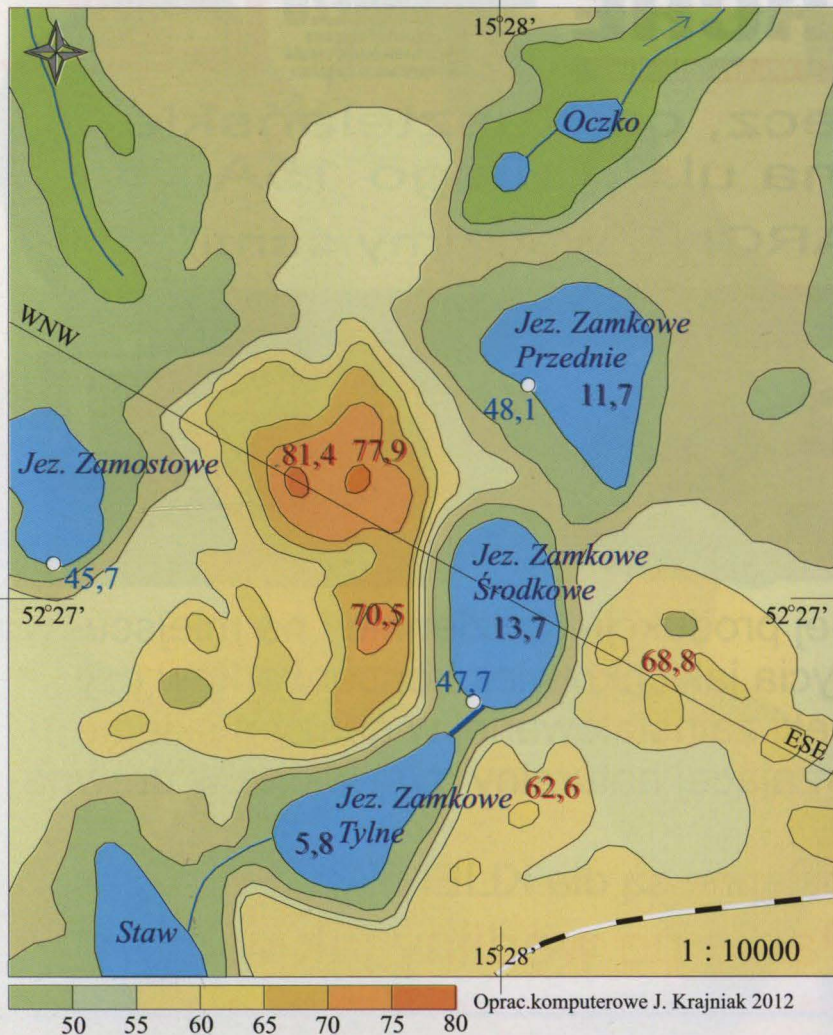 15°28'
Oczko
WNW
Jez. Zamkowe
Przednie
48,1
11,7
81,4
77,9
Jez. Zamostowe
45,7
Jez. Zamkowe
Środkowe
13,7
52°27'
52°27'
70,5
68,8
47,7
ESE
62,6
Jez. Zamkowe
Tylne
5,8
Staw
15°28'
1 : 10000
50 55 60 65 70 75 80
Oprac.komputerowe J. Krajniak 2012